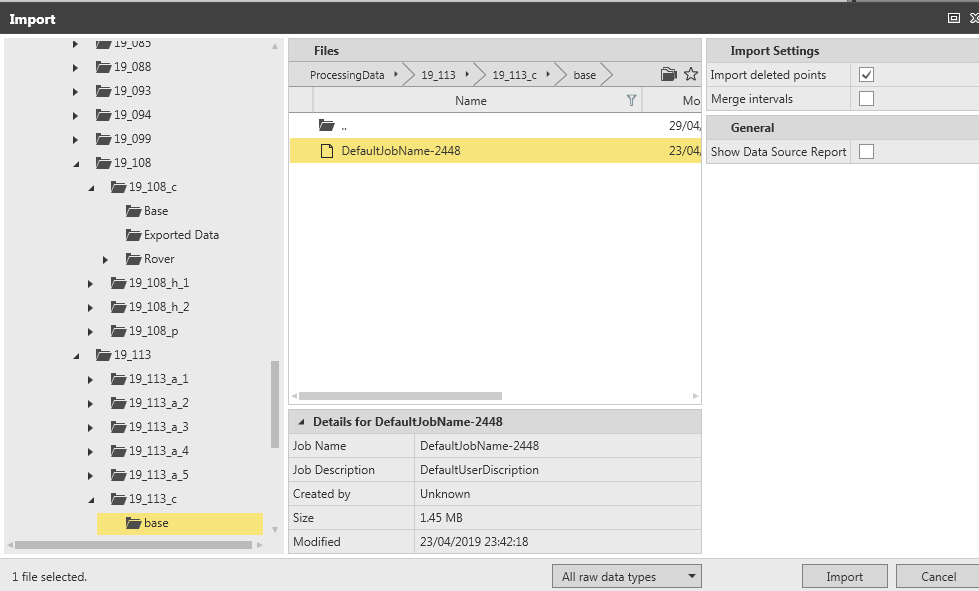 Import
19_085
19_088
19_093
19_094
19_099
19_108
19_108_c
Base
Exported Data
Rover
19_108_h_1
19_108_h_2
19_108_p
19_113
19_113_a_1
19_113_a_2
19_113_a_3
19_113_a_4
19_113_a_5
19_113_c
base
Files
ProcessingData 19_113 19_113_c base
Name Mo
.. 29/04/
DefaultJobName-2448 23/04/
Details for DefaultJobName-2448
Job Name DefaultJobName-2448
Job Description DefaultUserDiscription
Created by Unknown
Size 1.45 MB
Modified 23/04/2019 23:42:18
Import Settings
Import deleted points
Merge intervals
General
Show Data Source Report
1 file selected.
All raw data types
Import
Cancel